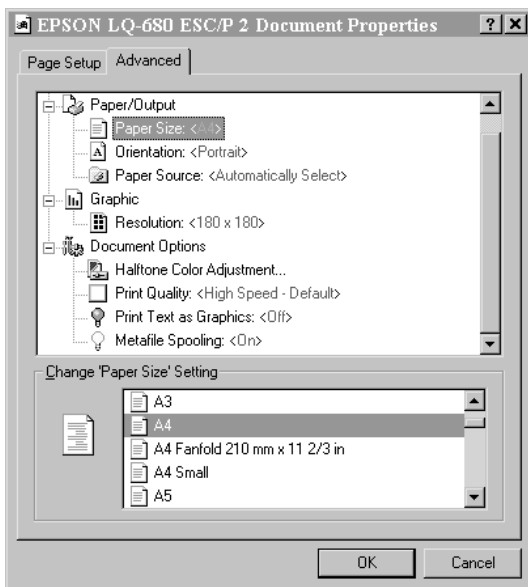 EPSON LQ-680 ESC/P 2 Document Properties
Page Setup
Advanced
Paper/Output
Paper Size: <A4>
Orientation: <Portrait>
Paper Source: <Automatically Select>
Graphic
Resolution: <180 x 180>
Document Options
Halftone Color Adjustment...
Print Quality: <High Speed - Default>
Print Text as Graphics: <Off>
Metafile Spooling: <On>
Change 'Paper Size' Setting
A3
A4
A4 Fanfold 210 mm x 11 2/3 in
A4 Small
A5
OK
Cancel